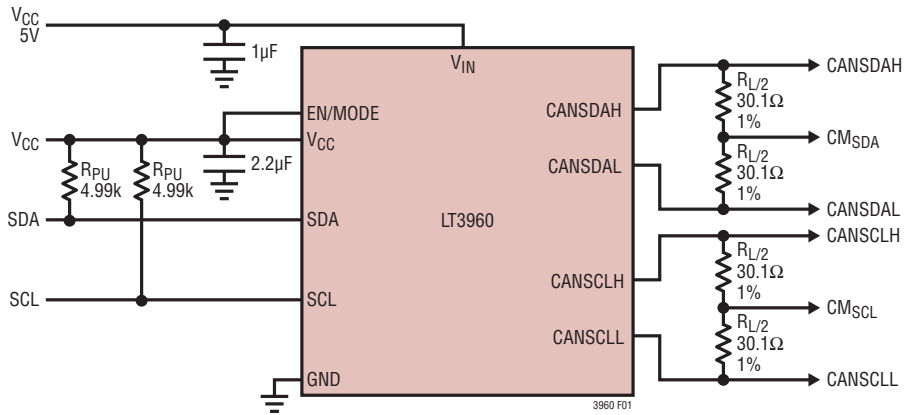 VCC
5V
1µF
VIN
EN/MODE
VCC
VCC
2.2µF
RPU
4.99k
RPU
4.99k
SDA
SDA
SCL
SCL
GND
LT3960
CANSDAH
CANSDAL
CANSCLH
CANSCLL
RL/2
30.1Ω
1%
RL/2
30.1Ω
1%
RL/2
30.1Ω
1%
RL/2
30.1Ω
1%
CANSDAH
CMSDA
CANSDAL
CANSCLH
CMSCL
CANSCLL
3960 F01